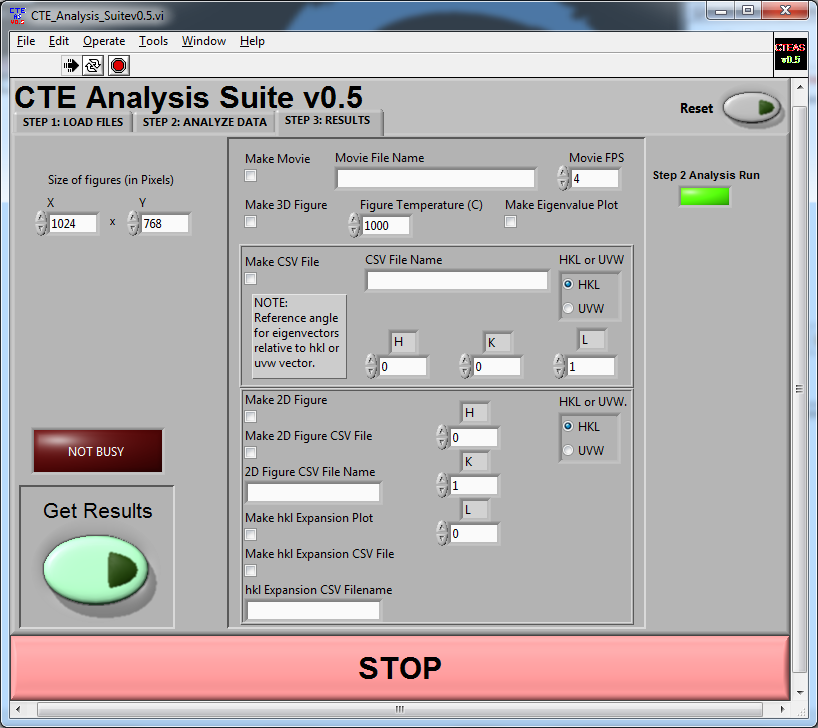 CTE_Analysis_Suitev0.5.vi
File Edit Operate Tools Window Help
CTEAS
v0.5
CTE Analysis Suite v0.5
STEP 1: LOAD FILES
STEP 2: ANALYZE DATA
STEP 3: RESULTS
Reset
Size of figures (in Pixels)
X Y
1024 x 768
Make Movie
Movie File Name
Movie FPS
4
Step 2 Analysis Run
Make 3D Figure
Figure Temperature (C)
1000
Make Eigenvalue Plot
Make CSV File
CSV File Name
HKL or UVW
HKL
UVW
NOTE:
Reference angle
for eigenvectors
relative to hkl or
uvw vector.
H K L
0 0 1
Make 2D Figure
Make 2D Figure CSV File
2D Figure CSV File Name
Make hkl Expansion Plot
Make hkl Expansion CSV File
hkl Expansion CSV Filename
H
0
K
1
L
0
HKL or UVW.
HKL
UVW
NOT BUSY
Get Results
STOP